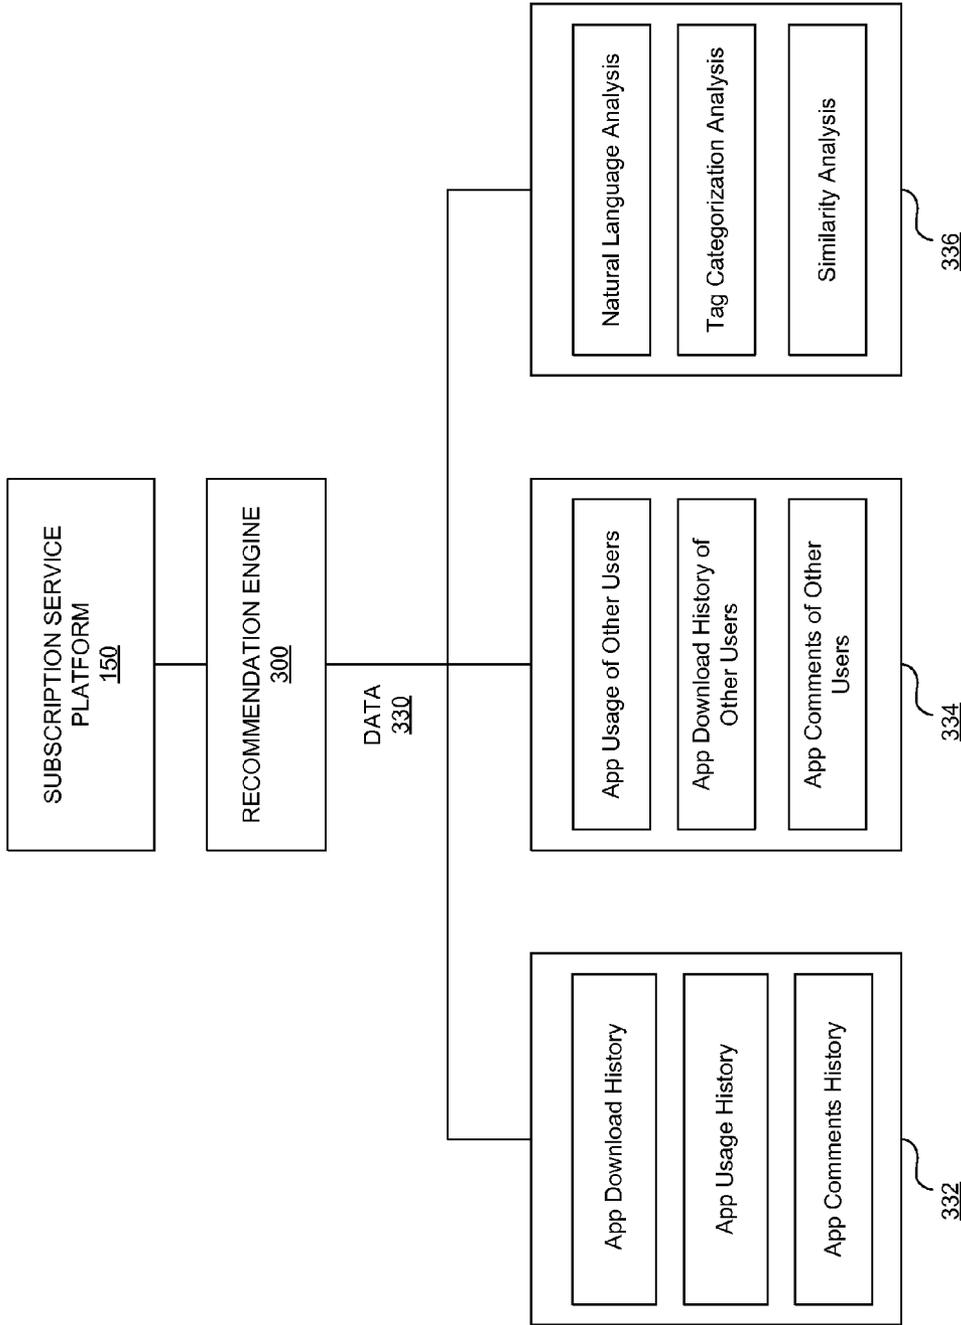 SUBSCRIPTION SERVICE
PLATFORM
150
RECOMMENDATION ENGINE
300
DATA
330
App Download History
App Usage History
App Comments History
332
App Usage of Other Users
App Download History of
Other Users
App Comments of Other
Users
334
Natural Language Analysis
Tag Categorization Analysis
Similarity Analysis
336